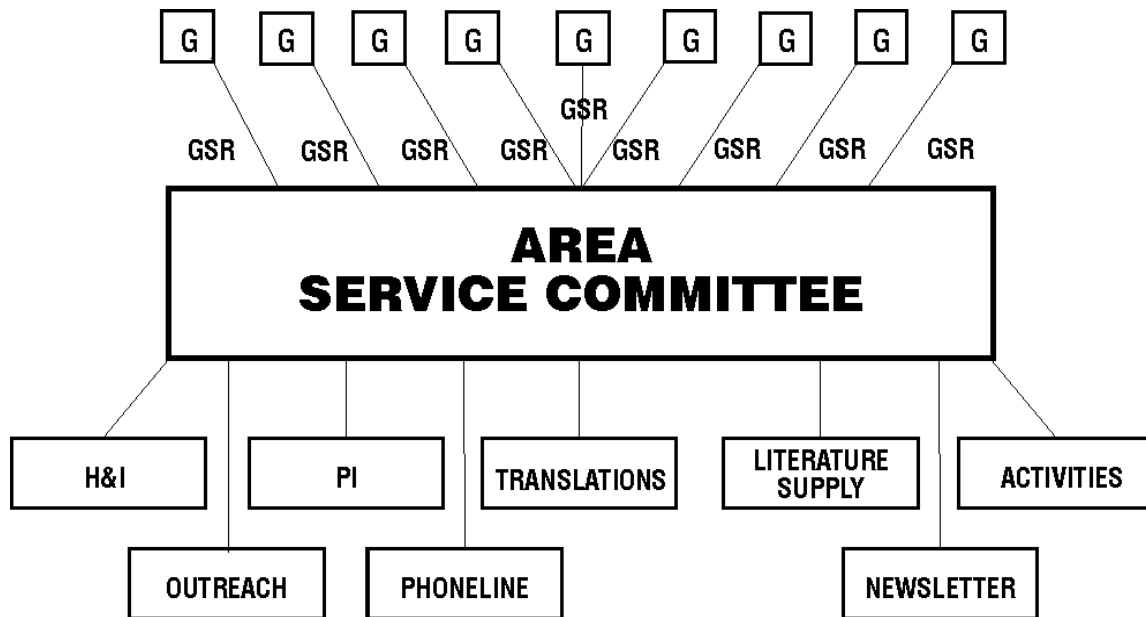 G G G G G G G G G
GSR
GSR GSR GSR GSR GSR GSR GSR GSR
AREA
SERVICE COMMITTEE
H&I PI TRANSLATIONS LITERATURE SUPPLY ACTIVITIES
OUTREACH PHONELINE NEWSLETTER